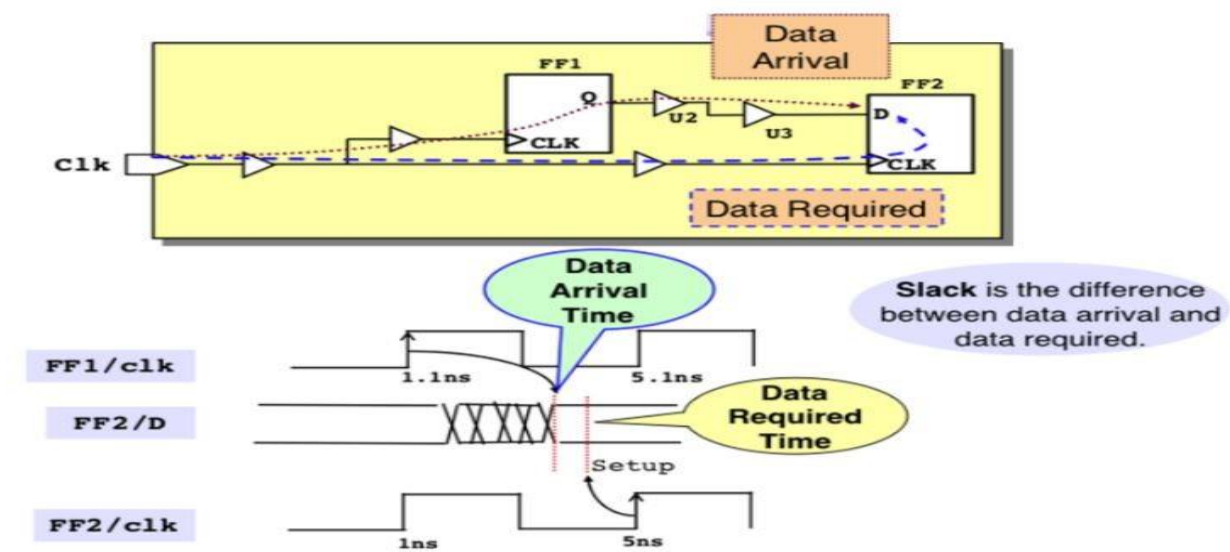 Data
Arrival
FF1
FF2
Q
U2
U3
D
CLK
CLK
Clk
Data Required
Data
Arrival
Time
Slack is the difference
between data arrival and
data required.
FF1/clk
1.1ns
5.1ns
FF2/D
Data
Required
Time
Setup
FF2/clk
1ns
5ns